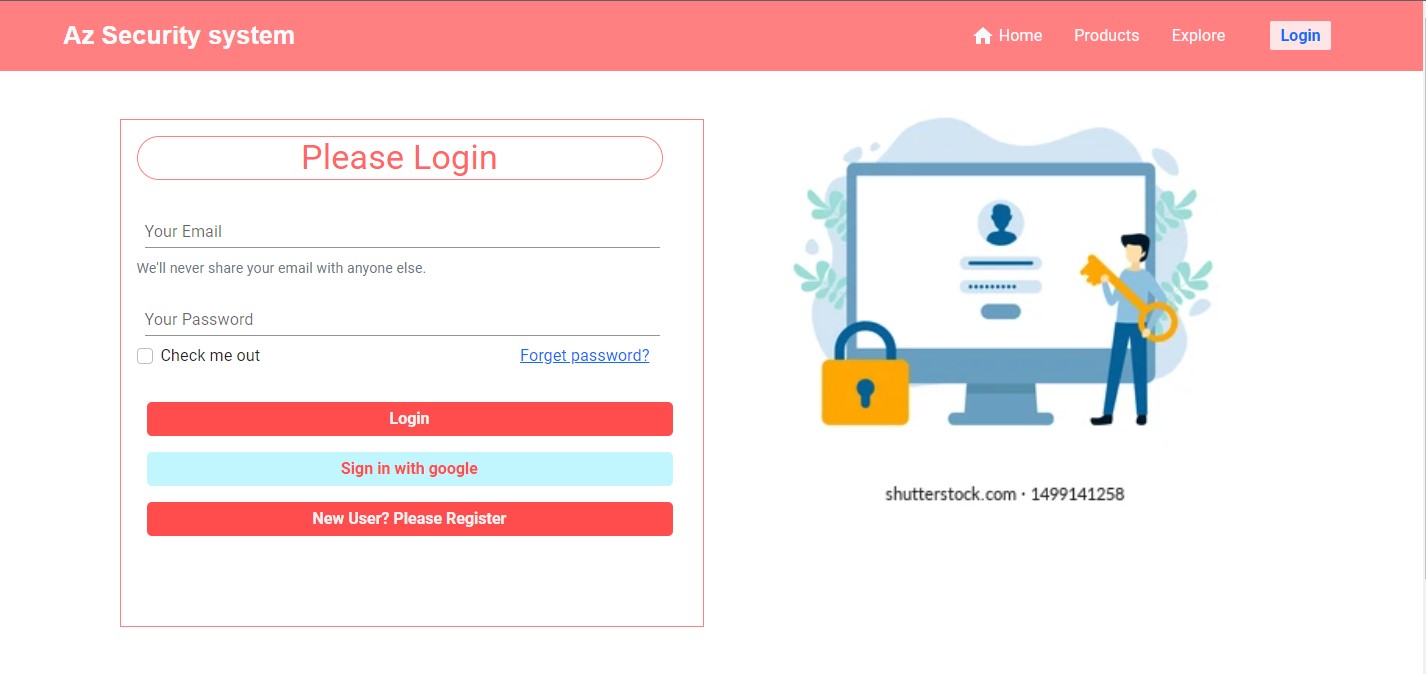 Az Security system
Home Products Explore Login
Please Login
Your Email
We'll never share your email with anyone else.
Your Password
Check me out Forget password?
Login
Sign in with google
New User? Please Register
shutterstock.com · 1499141258